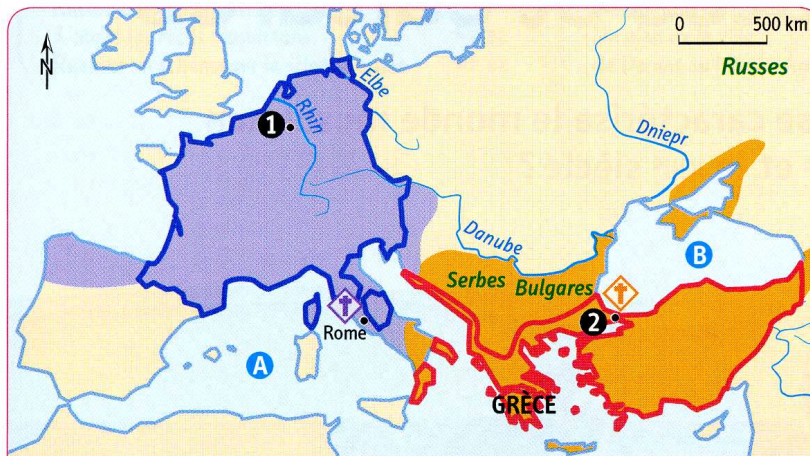 0 500 km
N
Russes
Elbe
Rhin
1
Dniepr
Danube
B
Serbes
Bulgares
2
Rome
A
GRÈCE